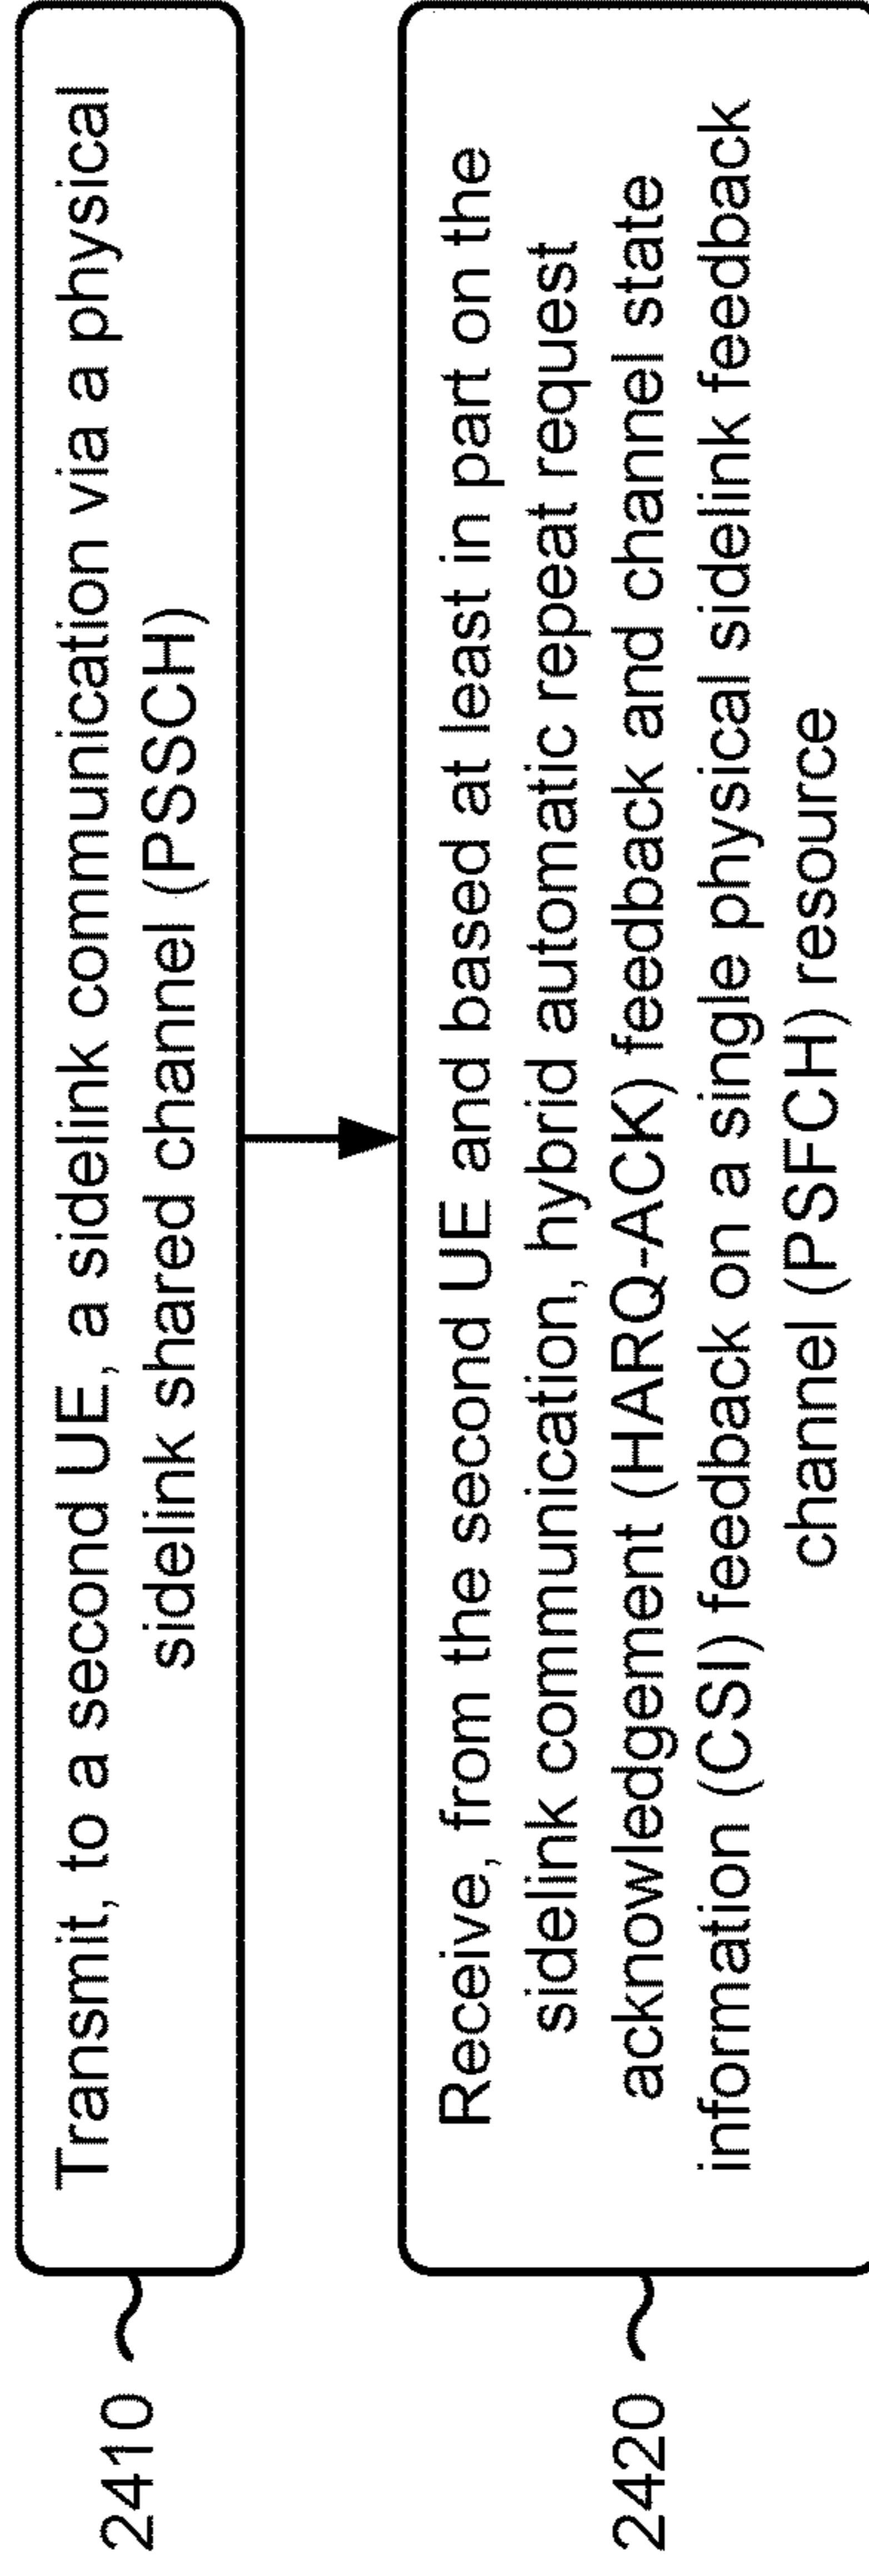 2410
Transmit, to a second UE, a sidelink communication via a physical
sidelink shared channel (PSSCH)
2420
Receive, from the second UE and based at least in part on the
sidelink communication, hybrid automatic repeat request
acknowledgement (HARQ-ACK) feedback and channel state
information (CSI) feedback on a single physical sidelink feedback
channel (PSFCH) resource